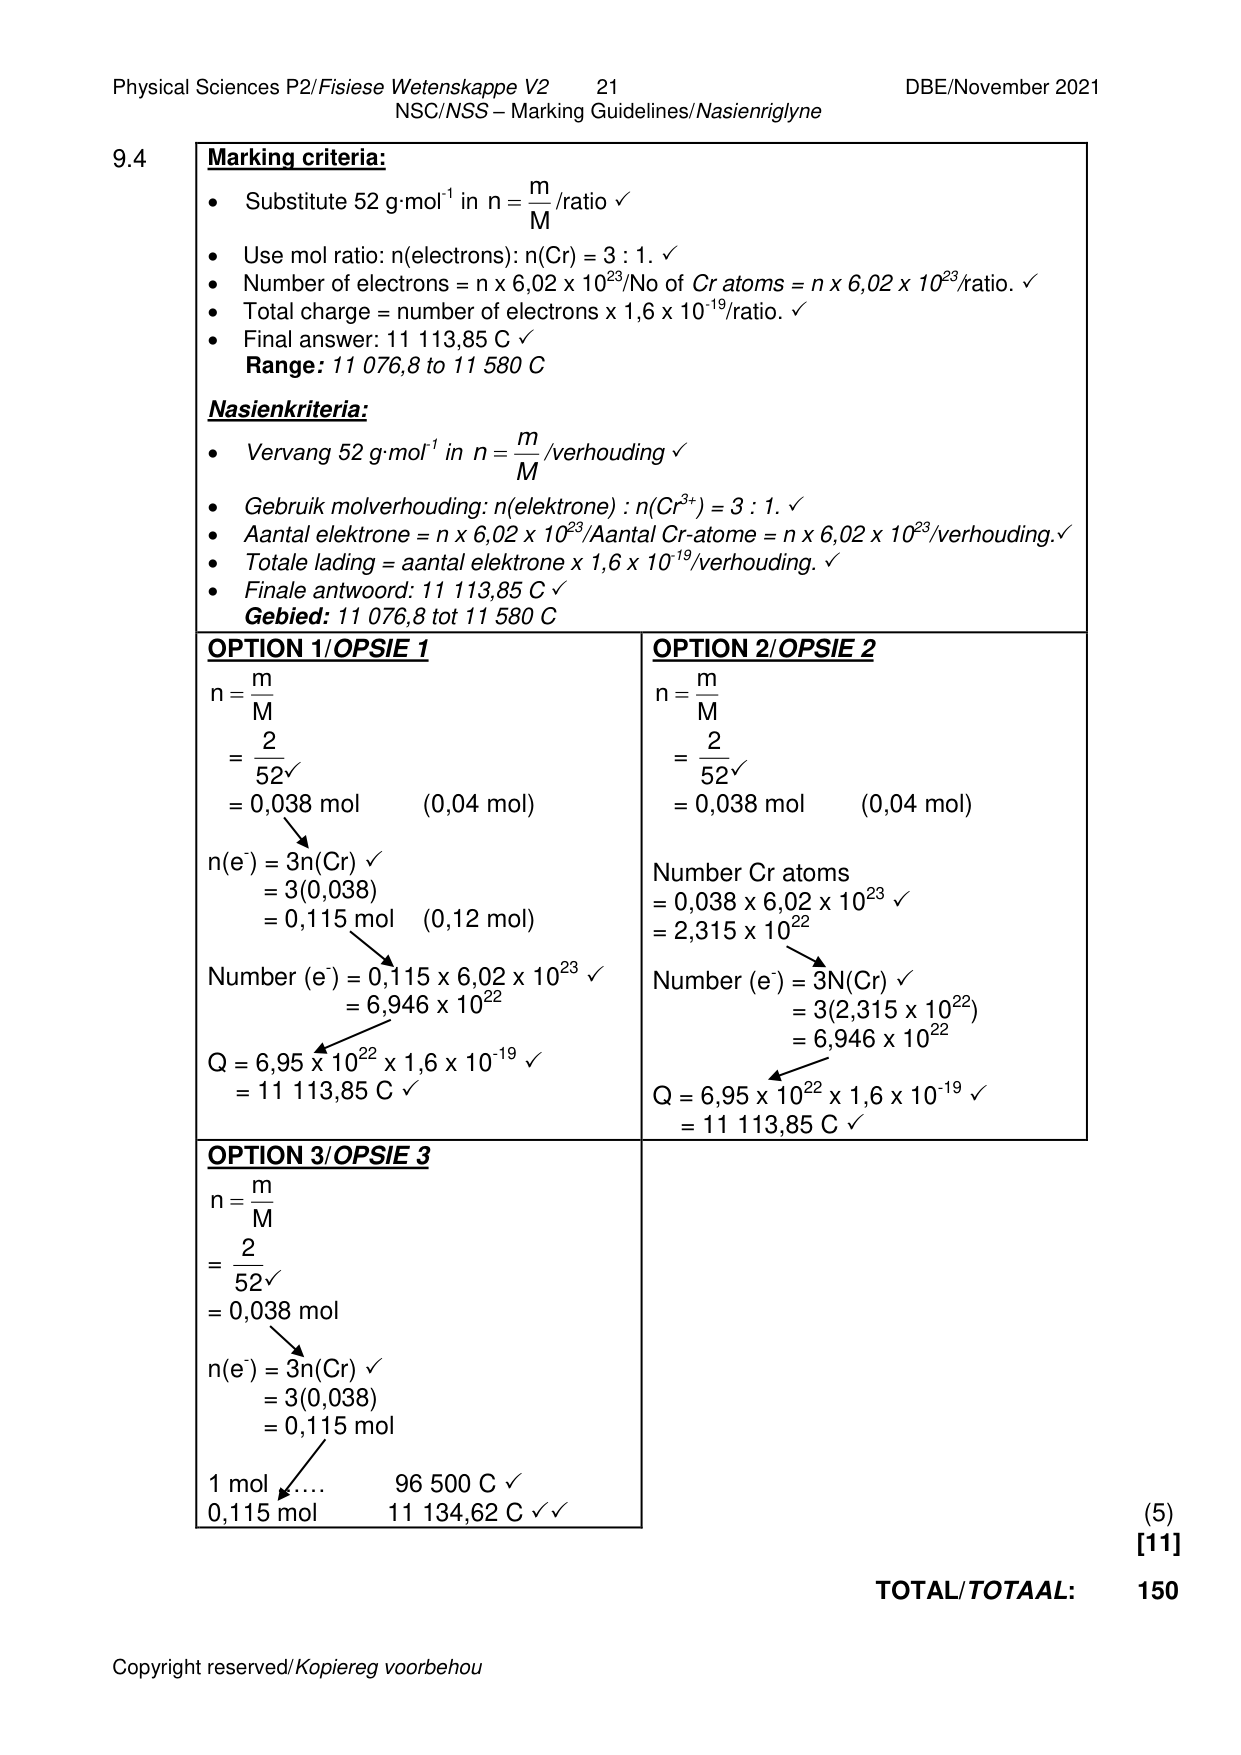 Physical Sciences P2/Fisiese Wetenskappe V2 21 DBE/November 2021
NSC/NSS – Marking Guidelines/Nasienriglyne
9.4 Marking criteria:
• Substitute 52 g·mol⁻¹ in n = m/M /ratio ✓
• Use mol ratio: n(electrons): n(Cr) = 3 : 1. ✓
• Number of electrons = n x 6,02 x 10²³/No of Cr atoms = n x 6,02 x 10²³/ratio. ✓
• Total charge = number of electrons x 1,6 x 10⁻¹⁹/ratio. ✓
• Final answer: 11 113,85 C ✓
Range: 11 076,8 to 11 580 C
Nasienkriteria:
• Vervang 52 g·mol⁻¹ in n = m/M /verhouding ✓
• Gebruik molverhouding: n(elektrone) : n(Cr³⁺) = 3 : 1. ✓
• Aantal elektrone = n x 6,02 x 10²³/Aantal Cr-atome = n x 6,02 x 10²³/verhouding.✓
• Totale lading = aantal elektrone x 1,6 x 10⁻¹⁹/verhouding. ✓
• Finale antwoord: 11 113,85 C ✓
Gebied: 11 076,8 tot 11 580 C
OPTION 1/OPSIE 1
n = m/M
= 2/52✓
= 0,038 mol (0,04 mol)
n(e⁻) = 3n(Cr) ✓
= 3(0,038)
= 0,115 mol (0,12 mol)
Number (e⁻) = 0,115 x 6,02 x 10²³ ✓
= 6,946 x 10²²
Q = 6,95 x 10²² x 1,6 x 10⁻¹⁹ ✓
= 11 113,85 C ✓
OPTION 2/OPSIE 2
n = m/M
= 2/52✓
= 0,038 mol (0,04 mol)
Number Cr atoms
= 0,038 x 6,02 x 10²³ ✓
= 2,315 x 10²²
Number (e⁻) = 3N(Cr) ✓
= 3(2,315 x 10²²)
= 6,946 x 10²²
Q = 6,95 x 10²² x 1,6 x 10⁻¹⁹ ✓
= 11 113,85 C ✓
OPTION 3/OPSIE 3
n = m/M
= 2/52✓
= 0,038 mol
n(e⁻) = 3n(Cr) ✓
= 3(0,038)
= 0,115 mol
1 mol …… 96 500 C ✓
0,115 mol 11 134,62 C ✓✓
(5)
[11]
TOTAL/TOTAAL: 150
Copyright reserved/Kopiereg voorbehou